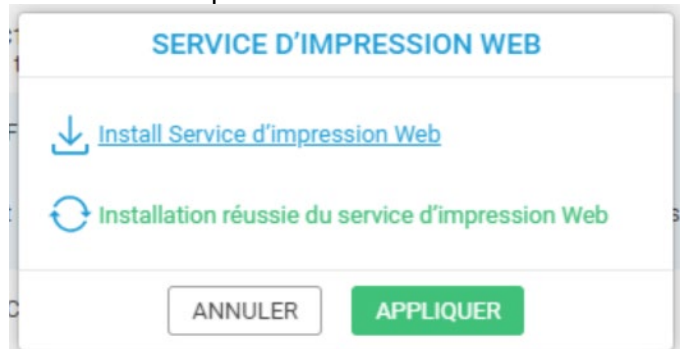 SERVICE D'IMPRESSION WEB
Install Service d'impression Web
Installation réussie du service d'impression Web
ANNULER
APPLIQUER